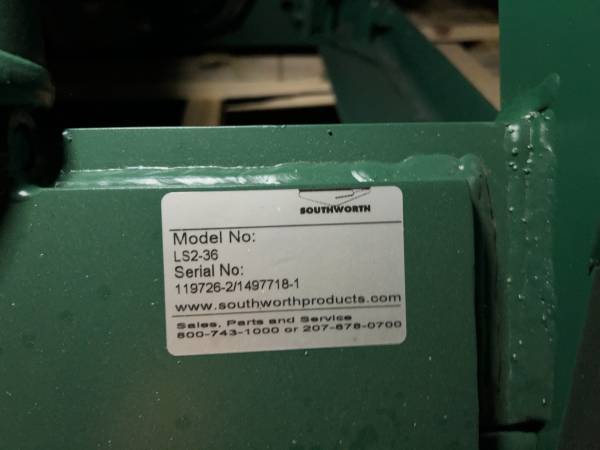 SOUTHWORTH
Model No:
LS2-36
Serial No:
119726-2/1497718-1
www.southworthproducts.com
Sales, Parts and Service
800-743-1000 or 207-878-0700